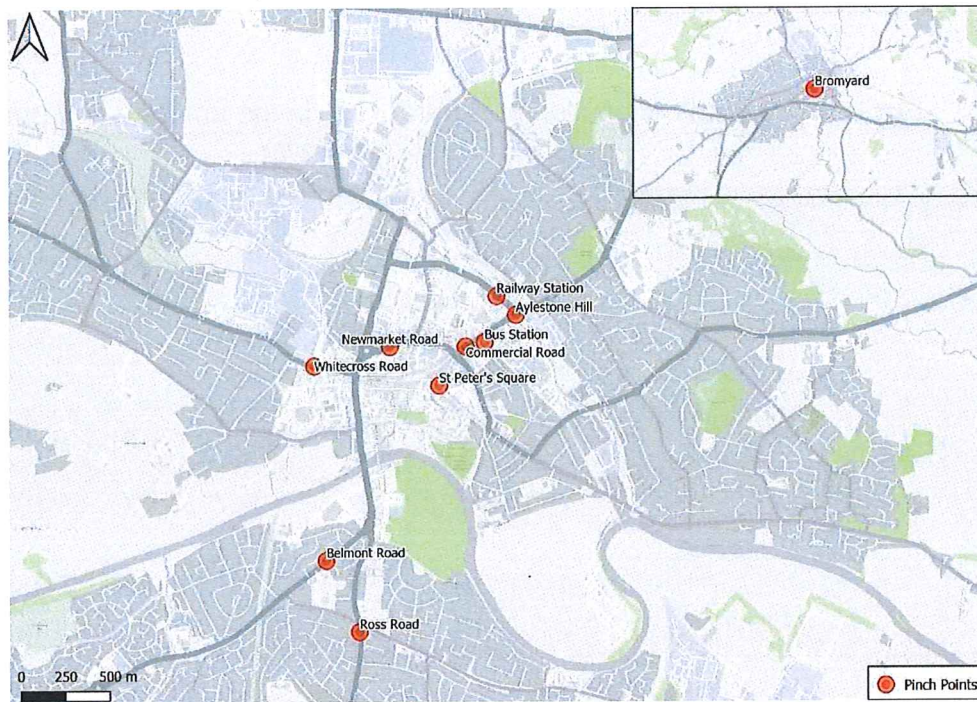 Bromyard
Railway Station
Aylestone Hill
Bus Station
Newmarket Road
Commercial Road
Whitecross Road
St Peter's Square
Belmont Road
Ross Road
0 250 500 m
Pinch Points